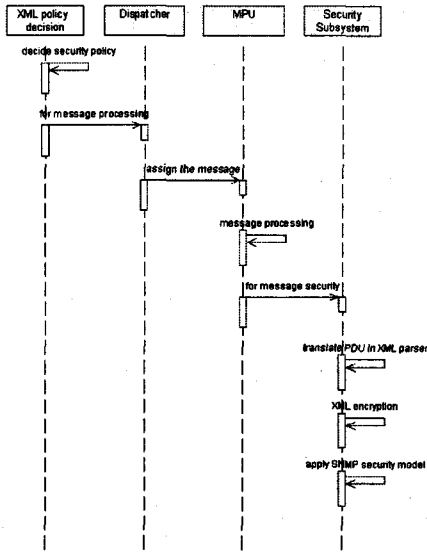 XML policy
decision
Dispatcher
MPU
Security
Subsystem
decide security policy
for message processing
assign the message
message processing
for message security
translate PDU in XML parser
XML encryption
apply SNMP security model